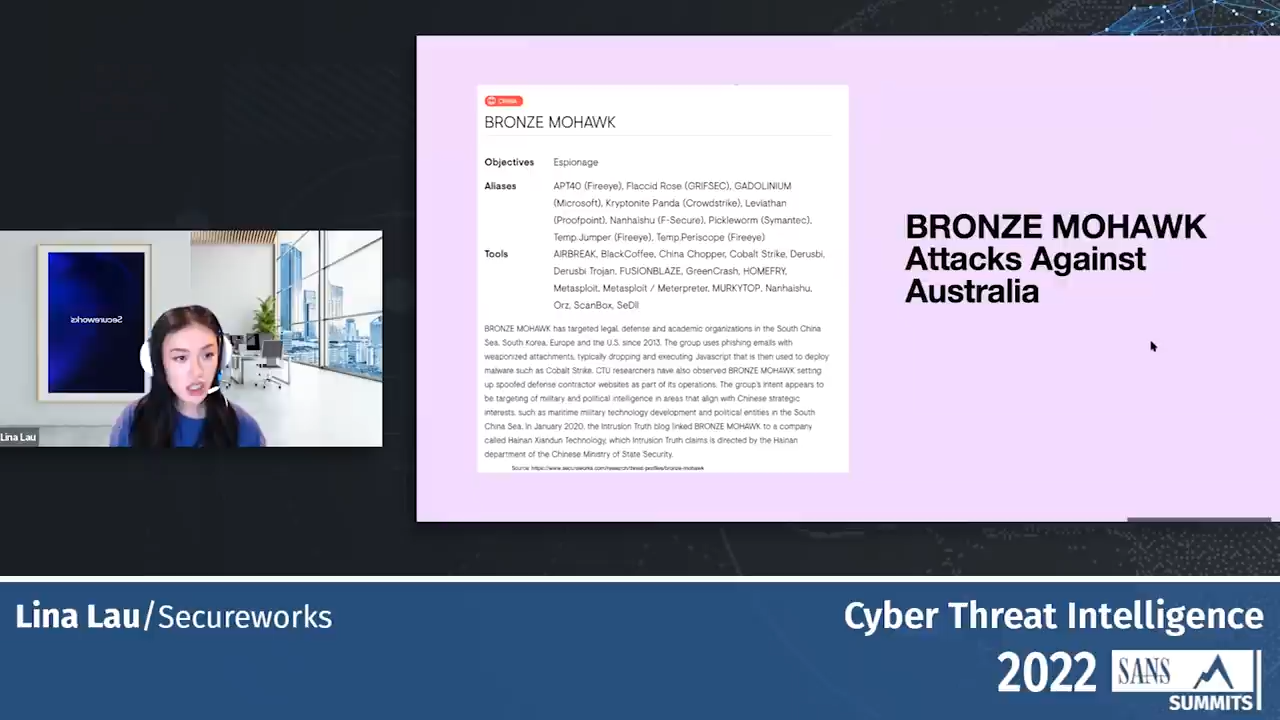 CHINA
BRONZE MOHAWK
Objectives Espionage
Aliases APT40 (Fireeye), Flaccid Rose (GRIFSEC), GADOLINIUM
(Microsoft), Kryptonite Panda (Crowdstrike), Leviathan
(Proofpoint), Nanhaishu (F-Secure), Pickleworm (Symantec),
Temp.Jumper (Fireeye), Temp.Periscope (Fireeye)
Tools AIRBREAK, BlackCoffee, China Chopper, Cobalt Strike, Derusbi,
Derusbi Trojan, FUSIONBLAZE, GreenCrash, HOMEFRY,
Metasploit, Metasploit / Meterpreter, MURKYTOP, Nanhaishu,
Orz, ScanBox, SeDll
BRONZE MOHAWK has targeted legal, defense and academic organizations in the South China
Sea, South Korea, Europe and the U.S. since 2013. The group uses phishing emails with
weaponized attachments, typically dropping and executing Javascript that is then used to deploy
malware such as Cobalt Strike. CTU researchers have also observed BRONZE MOHAWK setting
up spoofed defense contractor websites as part of its operations. The group's intent appears to
be targeting of military and political intelligence in areas that align with Chinese strategic
interests, such as maritime military technology development and political entities in the South
China Sea. In January 2020, the Intrusion Truth blog linked BRONZE MOHAWK to a company
called Hainan Xiandun Technology, which Intrusion Truth claims is directed by the Hainan
department of the Chinese Ministry of State Security.
Source: https://www.secureworks.com/research/threat-profiles/bronze-mohawk
BRONZE MOHAWK
Attacks Against
Australia
Secureworks
Lina Lau
Lina Lau/Secureworks
Cyber Threat Intelligence
2022
SANS
SUMMITS